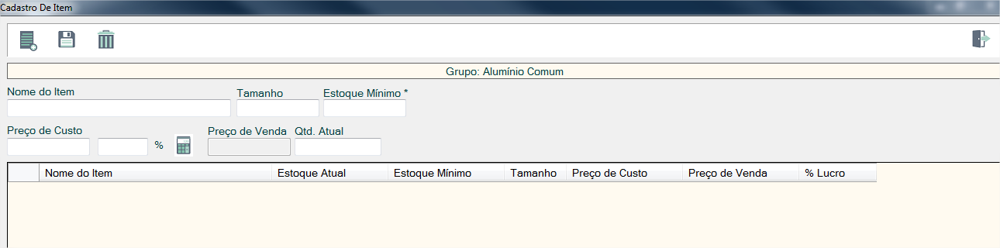 Cadastro De Item
Grupo: Alumínio Comum
Nome do Item Tamanho Estoque Mínimo *
Preço de Custo % Preço de Venda Qtd. Atual
Nome do Item Estoque Atual Estoque Mínimo Tamanho Preço de Custo Preço de Venda % Lucro